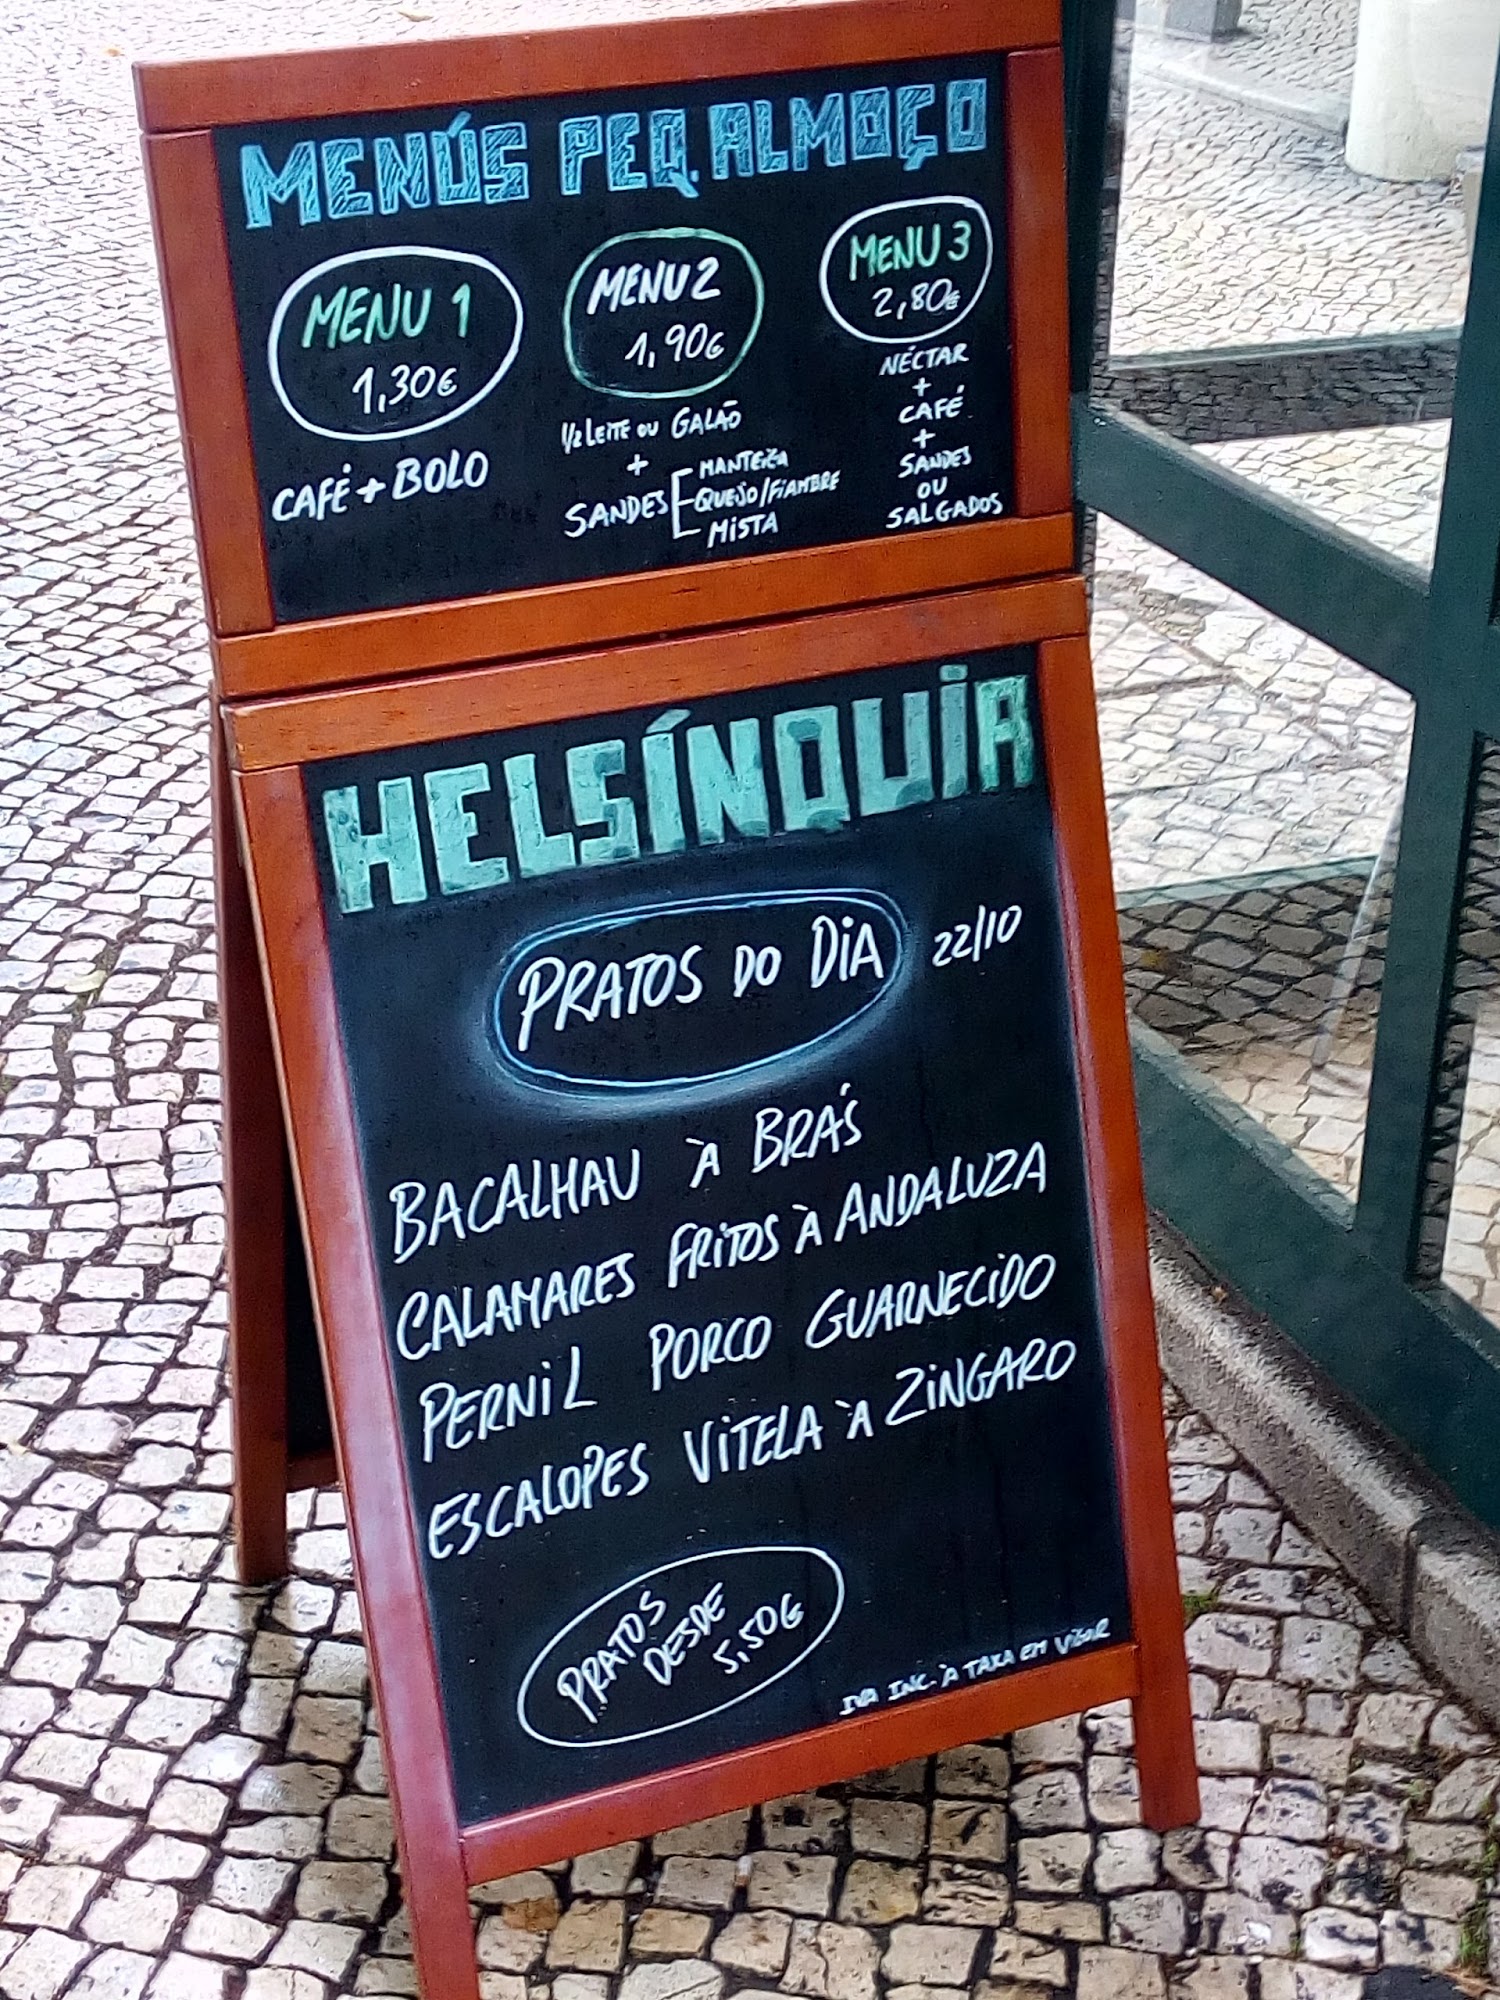 MENÚS PEQ. ALMOÇO
MENU 1
1,30€
CAFÉ + BOLO
MENU 2
1,90€
1/2 LEITE OU GALÃO
+
SANDES
MANTEIGA
QUEIJO/FIAMBRE
MISTA
MENU 3
2,80€
NÉCTAR
+
CAFÉ
+
SANDES
OU
SALGADOS
HELSÍNQUIA
PRATOS DO DIA 22/10
BACALHAU À BRÁS
CALAMARES FRITOS À ANDALUZA
PERNIL PORCO GUARNECIDO
ESCALOPES VITELA À ZINGARO
PRATOS
DESDE
5,50€
IVA INC. À TAXA EM VIGOR